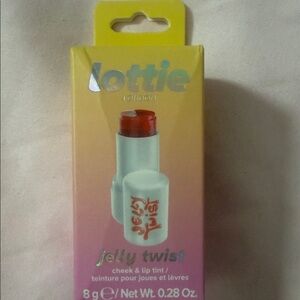 lottie
london
jelly twist
jelly twist
cheek & lip tint /
teinture pour joues et lèvres
8 g ℮/ Net Wt. 0.28 Oz.